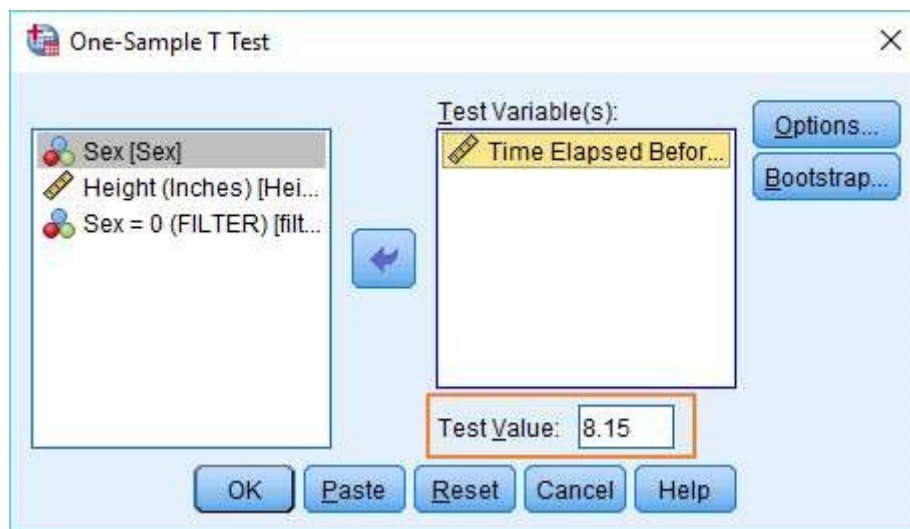 One-Sample T Test
Test Variable(s):
Sex [Sex]
Height (Inches) [Hei...
Sex = 0 (FILTER) [filt...
Time Elapsed Befor...
Options...
Bootstrap...
Test Value: 8.15
OK Paste Reset Cancel Help